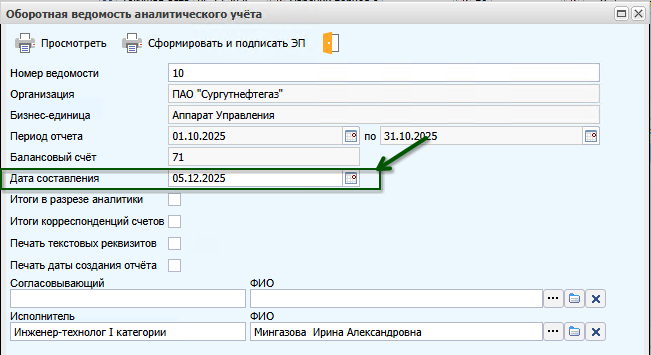 Оборотная ведомость аналитического учёта
Просмотреть Сформировать и подписать ЭП
Номер ведомости 10
Организация ПАО "Сургутнефтегаз"
Бизнес-единица Аппарат Управления
Период отчета 01.10.2025 по 31.10.2025
Балансовый счёт 71
Дата составления 05.12.2025
Итоги в разрезе аналитики
Итоги корреспонденций счетов
Печать текстовых реквизитов
Печать даты создания отчёта
Согласовывающий ФИО
Исполнитель ФИО
Инженер-технолог I категории Мингазова Ирина Александровна